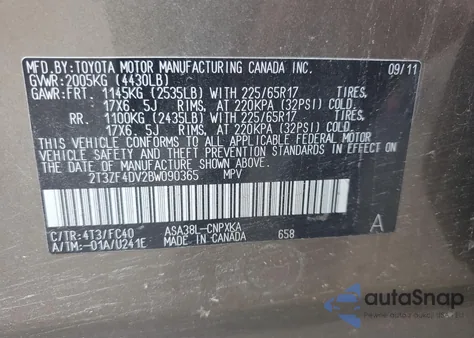 MFD.BY:TOYOTA MOTOR MANUFACTURING CANADA INC.
09/11
GVWR:2005KG (4430LB)
GAWR:FRT 1145KG (2535LB) WITH 225/65R17 TIRES,
17X6.5J RIMS, AT 220KPA (32PSI) COLD.
RR 1100KG (2435LB) WITH 225/65R17 TIRES,
17X6.5J RIMS, AT 220KPA (32PSI) COLD.
THIS VEHICLE CONFORMS TO ALL APPLICABLE FEDERAL MOTOR
VEHICLE SAFETY STANDARDS IN EFFECT ON THE
DATE OF MANUFACTURE SHOWN ABOVE.
2T3ZF4DV2BW090365 MPV
C/TR:4T3/FC40 ASA38L-CNPXKA A
A/TM:-01A/U241E MADE IN CANADA 658
autoSnap